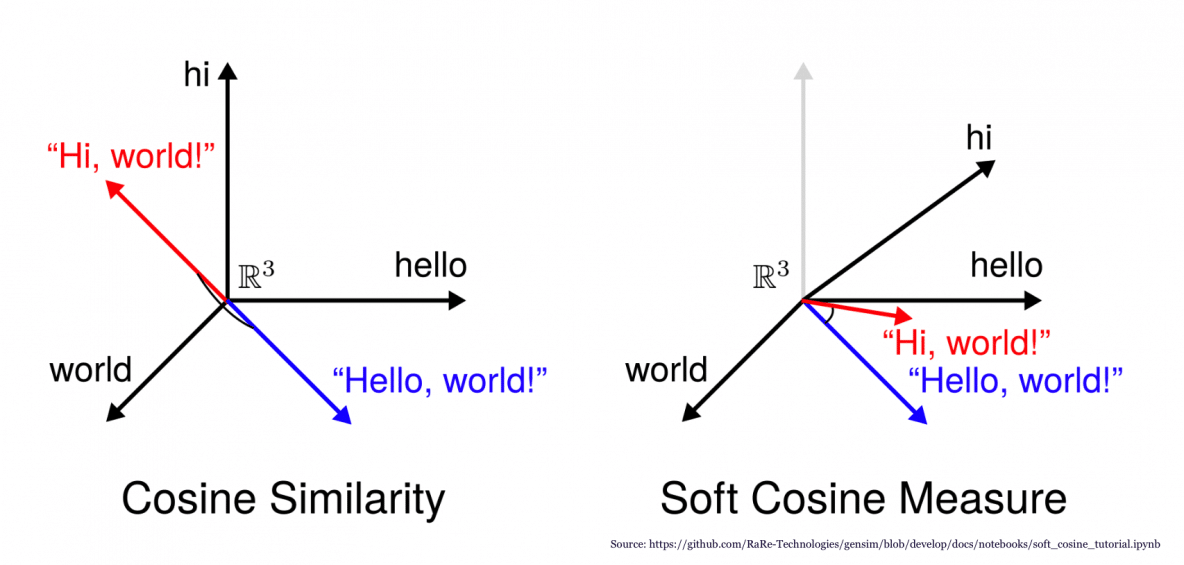 hi
“Hi, world!”
ℝ³
hello
world
“Hello, world!”
Cosine Similarity
hi
ℝ³
hello
“Hi, world!”
world
“Hello, world!”
Soft Cosine Measure
Source: https://github.com/RaRe-Technologies/gensim/blob/develop/docs/notebooks/soft_cosine_tutorial.ipynb